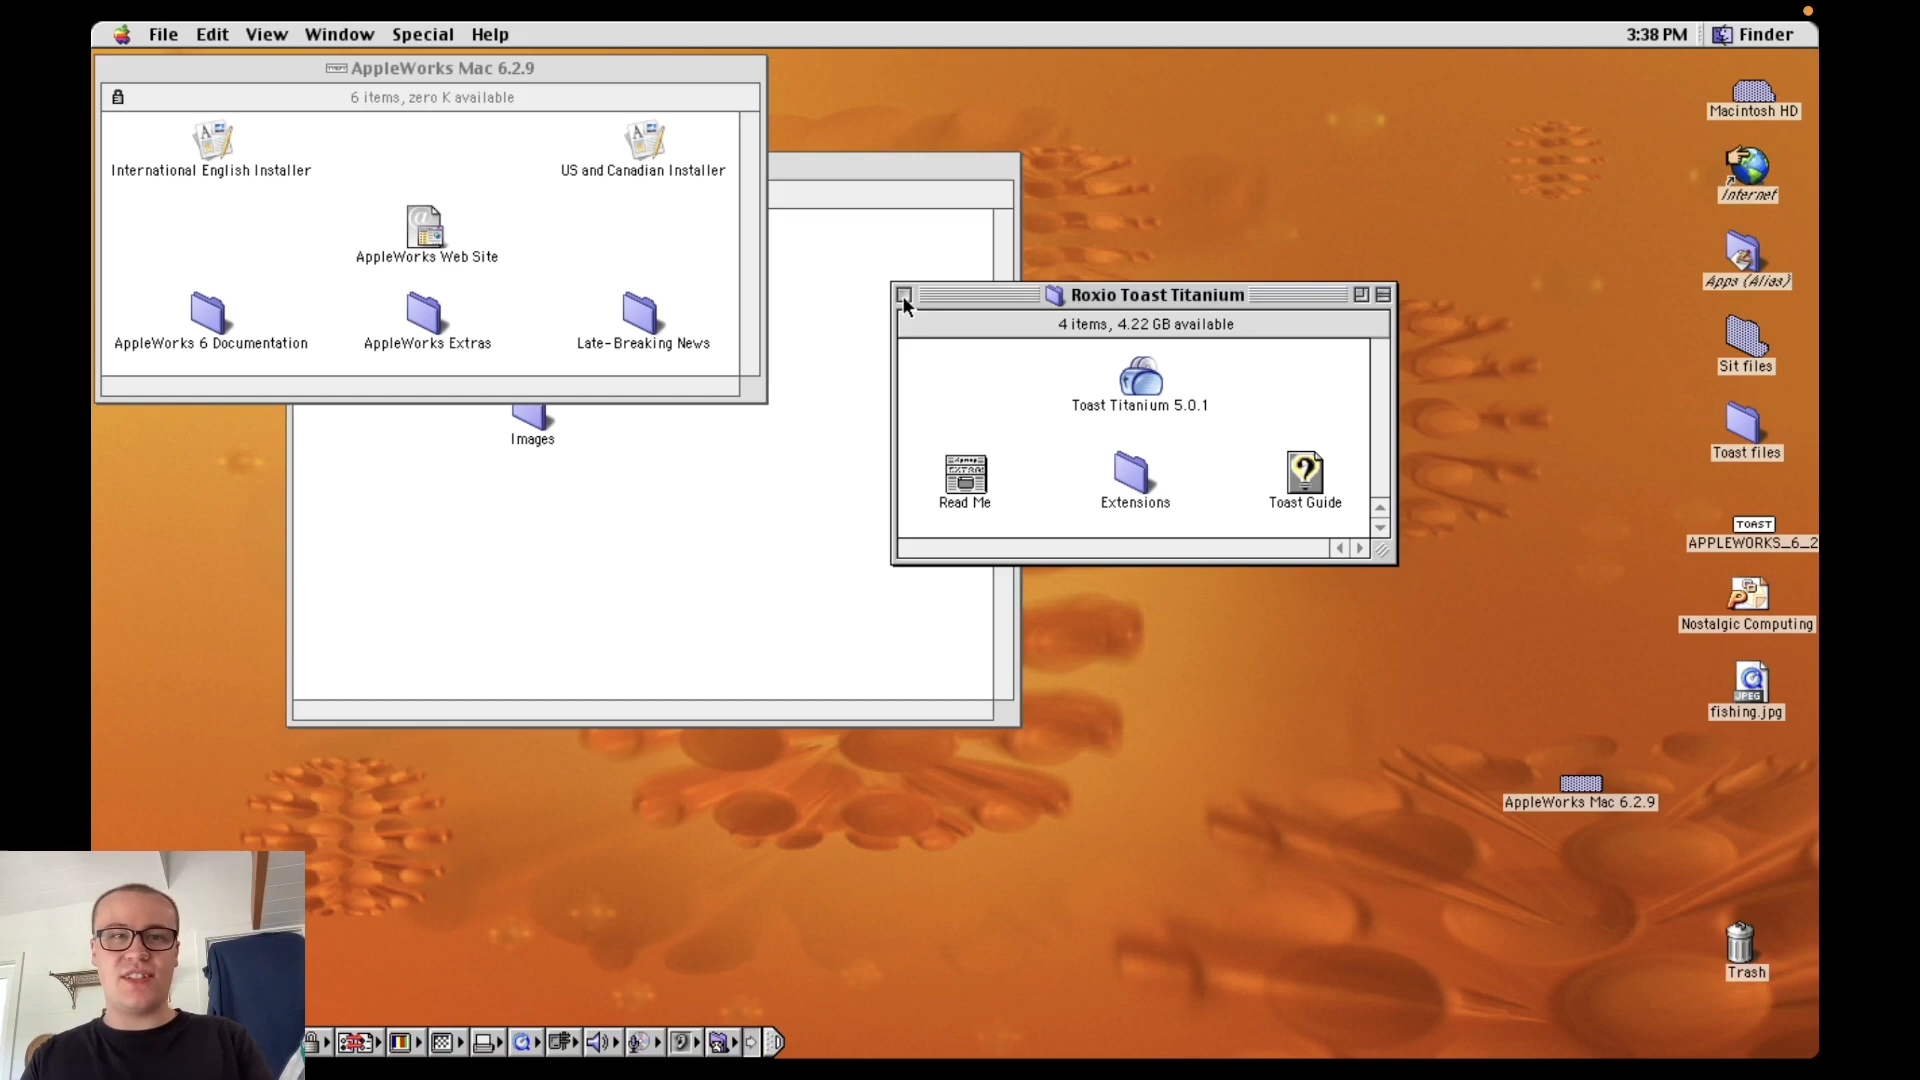 File Edit View Window Special Help
3:38 PM Finder
AppleWorks Mac 6.2.9
6 items, zero K available
International English Installer
US and Canadian Installer
AppleWorks Web Site
AppleWorks 6 Documentation
AppleWorks Extras
Late-Breaking News
Images
Roxio Toast Titanium
4 items, 4.22 GB available
Toast Titanium 5.0.1
Read Me
Extensions
Toast Guide
Macintosh HD
Internet
Apps (Alias)
Sit files
Toast files
TOAST
APPLEWORKS_6_2
Nostalgic Computing
JPEG
fishing.jpg
AppleWorks Mac 6.2.9
Trash